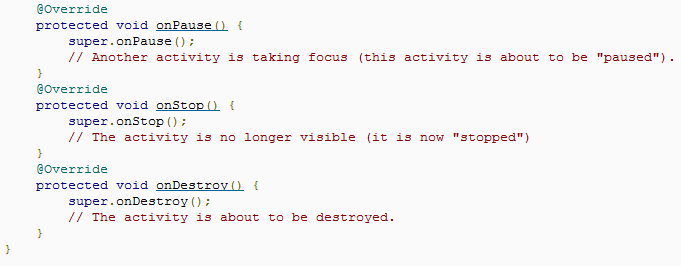 @Override
protected void onPause() {
super.onPause();
// Another activity is taking focus (this activity is about to be "paused").
}
@Override
protected void onStop() {
super.onStop();
// The activity is no longer visible (it is now "stopped")
}
@Override
protected void onDestroy() {
super.onDestroy();
// The activity is about to be destroyed.
}
}